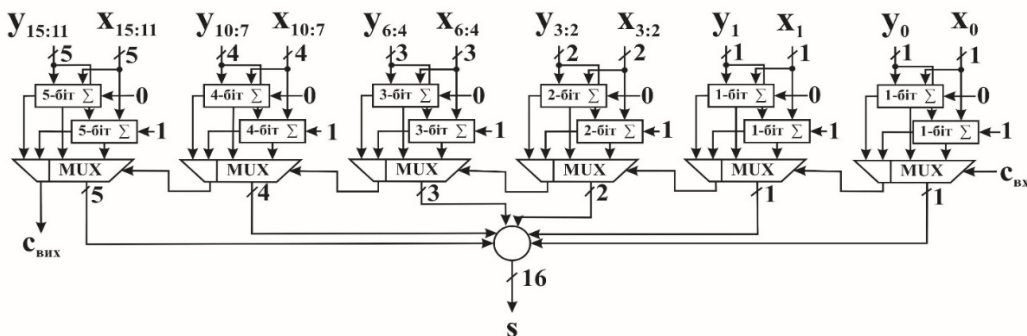 y15:11 x15:11 y10:7 x10:7 y6:4 x6:4 y3:2 x3:2 y1 x1 y0 x0
5 5 4 4 3 3 2 2 1 1 1 1
5-біт Σ 0 4-біт Σ 0 3-біт Σ 0 2-біт Σ 0 1-біт Σ 0 1-біт Σ 0
5-біт Σ 1 4-біт Σ 1 3-біт Σ 1 2-біт Σ 1 1-біт Σ 1 1-біт Σ 1
MUX MUX MUX MUX MUX MUX cвх
5 4 3 2 1 1
cвих
16
s